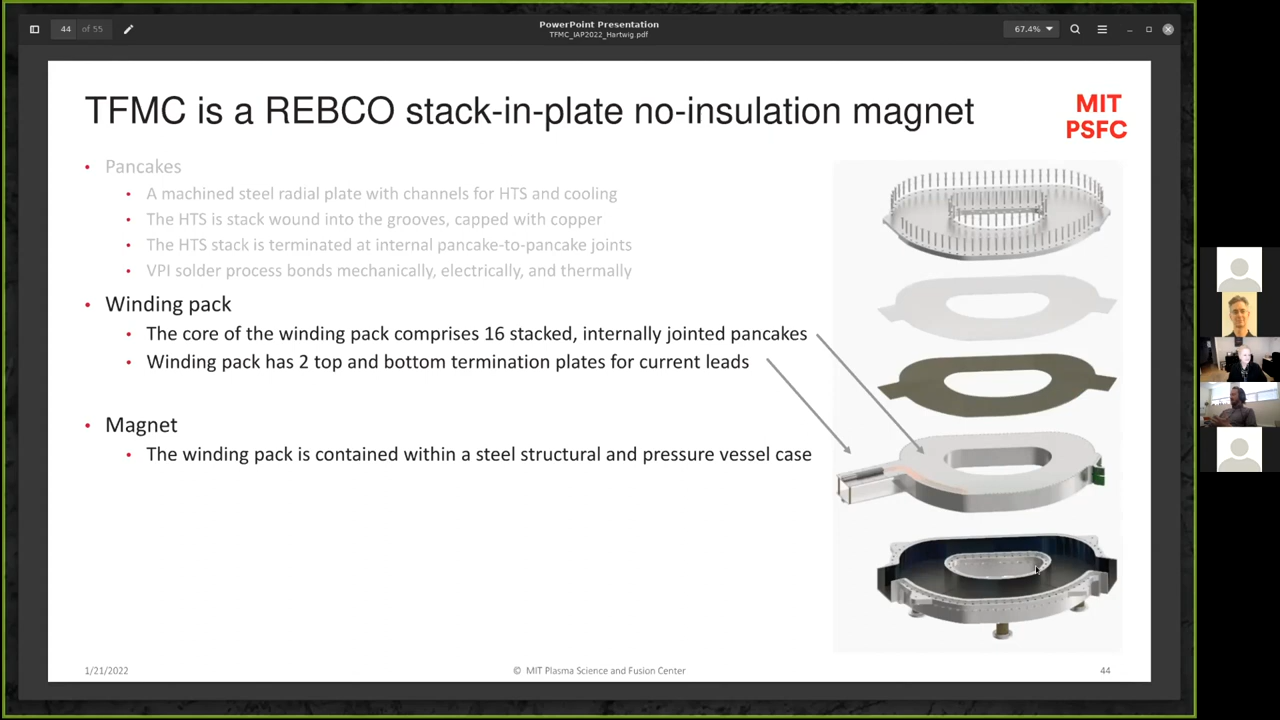 44 of 55
PowerPoint Presentation
TFMC_IAP2022_Hartwig.pdf
67.4%
TFMC is a REBCO stack-in-plate no-insulation magnet
MIT
PSFC
• Pancakes
• A machined steel radial plate with channels for HTS and cooling
• The HTS is stack wound into the grooves, capped with copper
• The HTS stack is terminated at internal pancake-to-pancake joints
• VPI solder process bonds mechanically, electrically, and thermally
• Winding pack
• The core of the winding pack comprises 16 stacked, internally jointed pancakes
• Winding pack has 2 top and bottom termination plates for current leads
• Magnet
• The winding pack is contained within a steel structural and pressure vessel case
1/21/2022
© MIT Plasma Science and Fusion Center
44